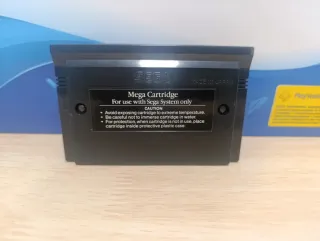 SEGA
Mega Cartridge
For use with Sega System only
CAUTION
• Avoid exposing cartridge to extreme temperature.
• Be careful not to immerse cartridge in water.
• For protection, when cartridge is not in use, place
cartridge inside protective plastic case.